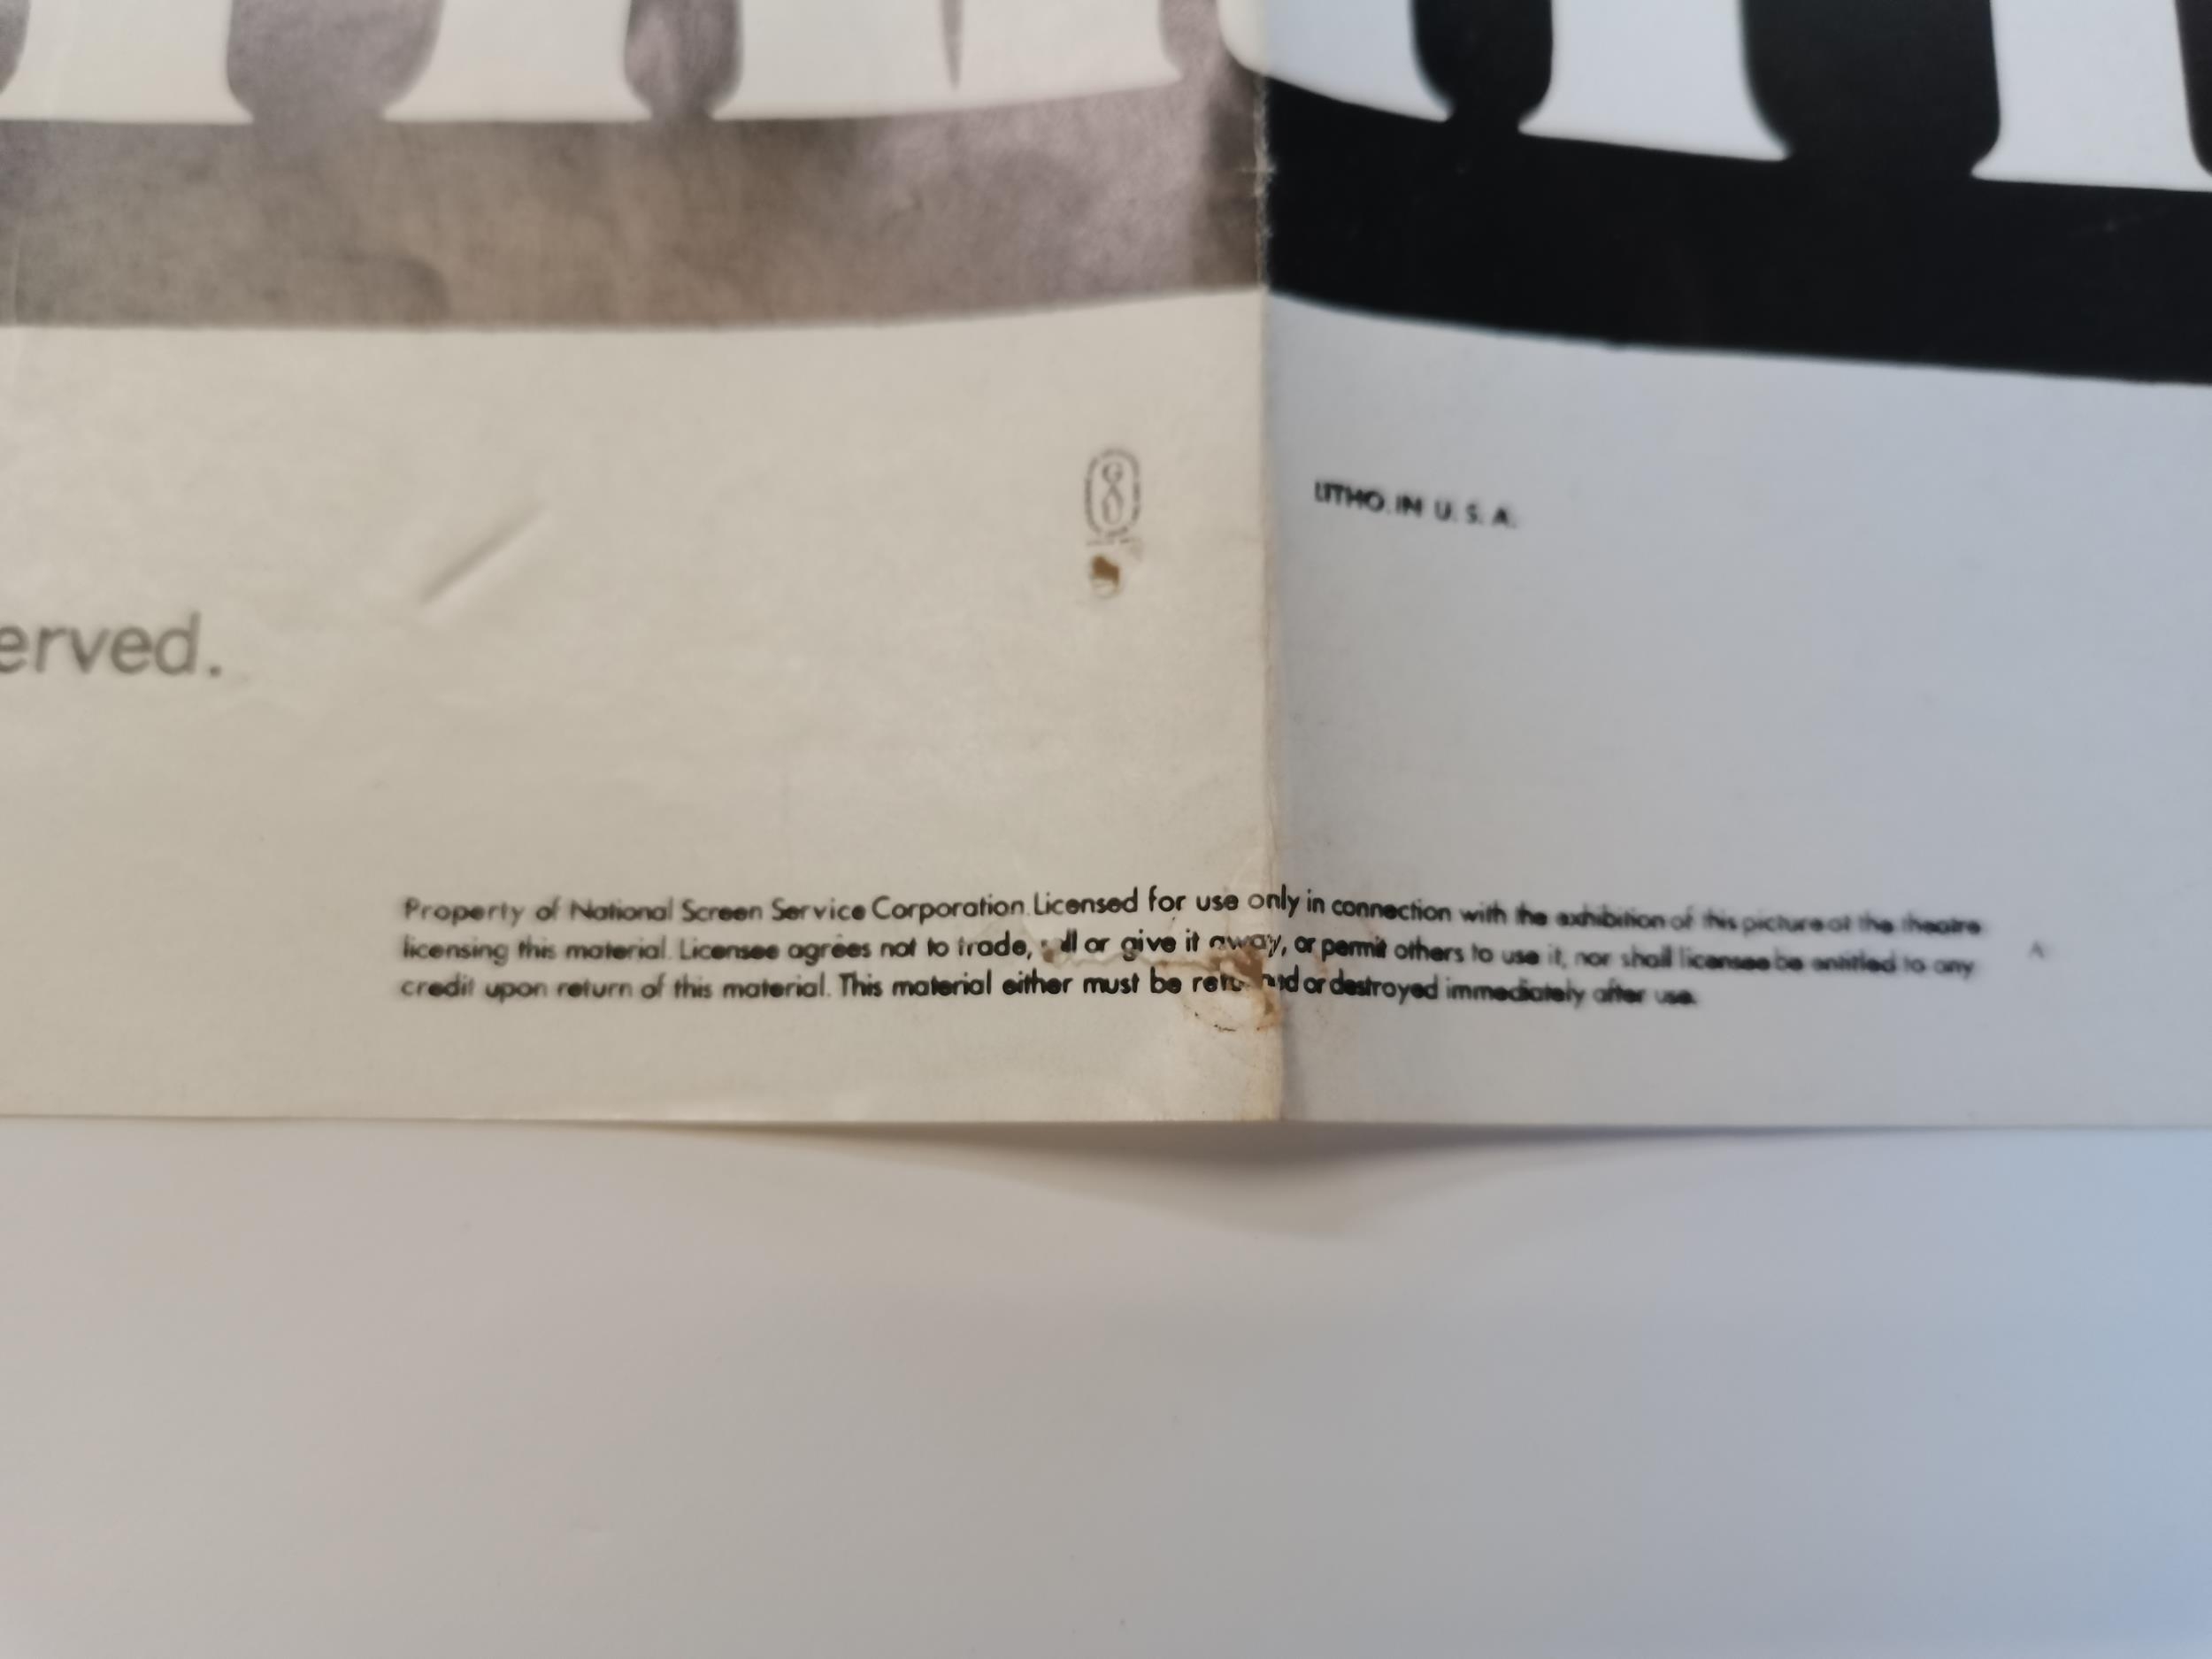 LITHO. IN U. S. A.
erved.
Property of National Screen Service Corporation. Licensed for use only in connection with the exhibition of this picture at the theatre
licensing this material. Licensee agrees not to trade, ll or give it away, or permit others to use it, nor shall licensee be entitled to any
credit upon return of this material. This material either must be retu d or destroyed immediately after use.